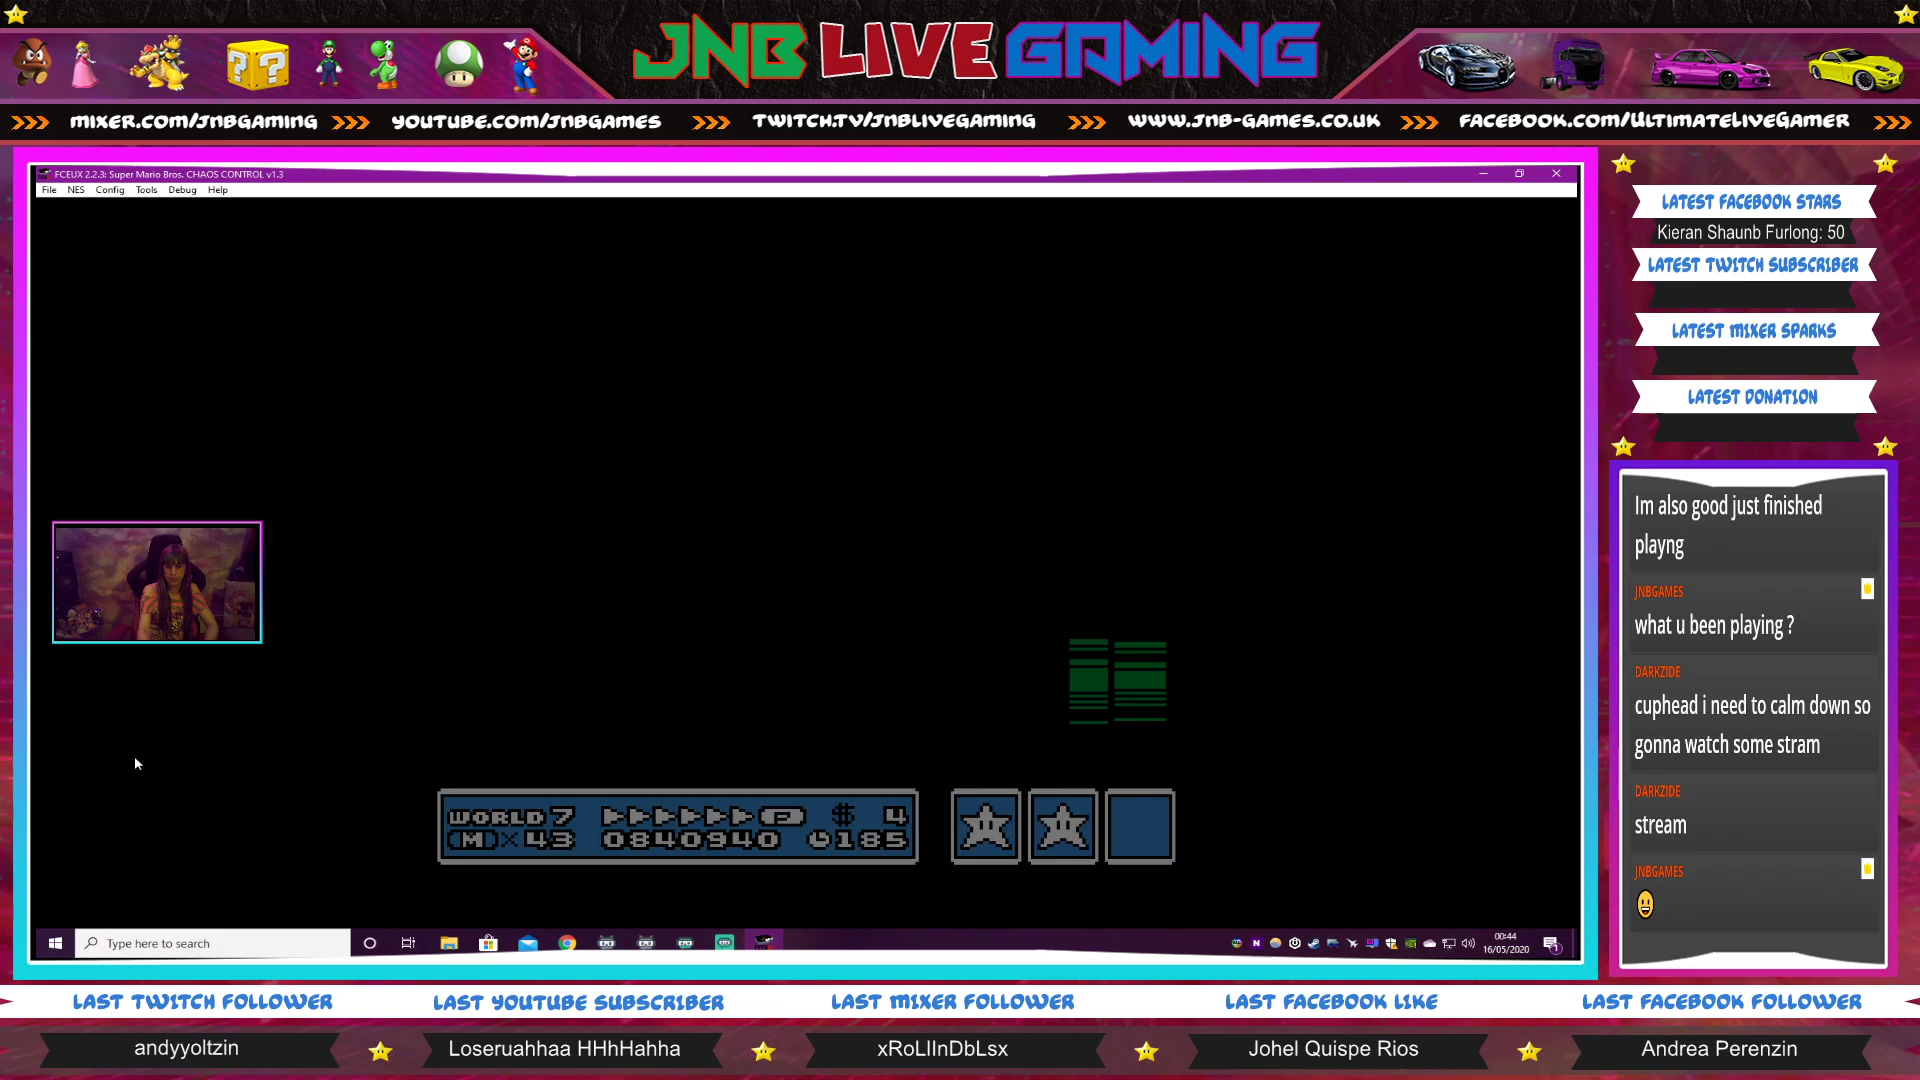 JNB LIVE GAMING
MIXER.COM/JNBGAMING
YOUTUBE.COM/JNBGAMES
TWITCH.TV/JNBLIVEGAMING
WWW.JNB-GAMES.CO.UK
FACEBOOK.COM/ULTIMATELIVEGAMER
FCEUX 2.2.3: Super Mario Bros. CHAOS CONTROL v1.3
File NES Config Tools Debug Help
WORLD 7 P $ 4
M × 43 0840940 185
Type here to search
00:44
16/05/2020
1
LATEST FACEBOOK STARS
Kieran Shaunb Furlong: 50
LATEST TWITCH SUBSCRIBER
LATEST MIXER SPARKS
LATEST DONATION
Im also good just finished
playng
JNBGAMES
what u been playing ?
DARKZIDE
cuphead i need to calm down so
gonna watch some stram
DARKZIDE
stream
JNBGAMES
LAST TWITCH FOLLOWER
LAST YOUTUBE SUBSCRIBER
LAST MIXER FOLLOWER
LAST FACEBOOK LIKE
LAST FACEBOOK FOLLOWER
andyyoltzin
Loseruahhaa HHhHahha
xRoLlInDbLsx
Johel Quispe Rios
Andrea Perenzin